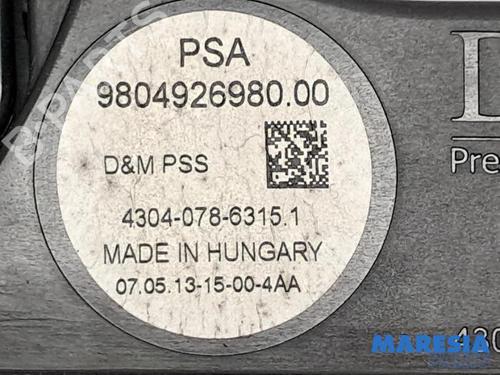 PSA
9804926980.00
D&M PSS
4304-078-6315.1
MADE IN HUNGARY
07.05.13-15-00-4AA
D
Pre
430
MARESIA